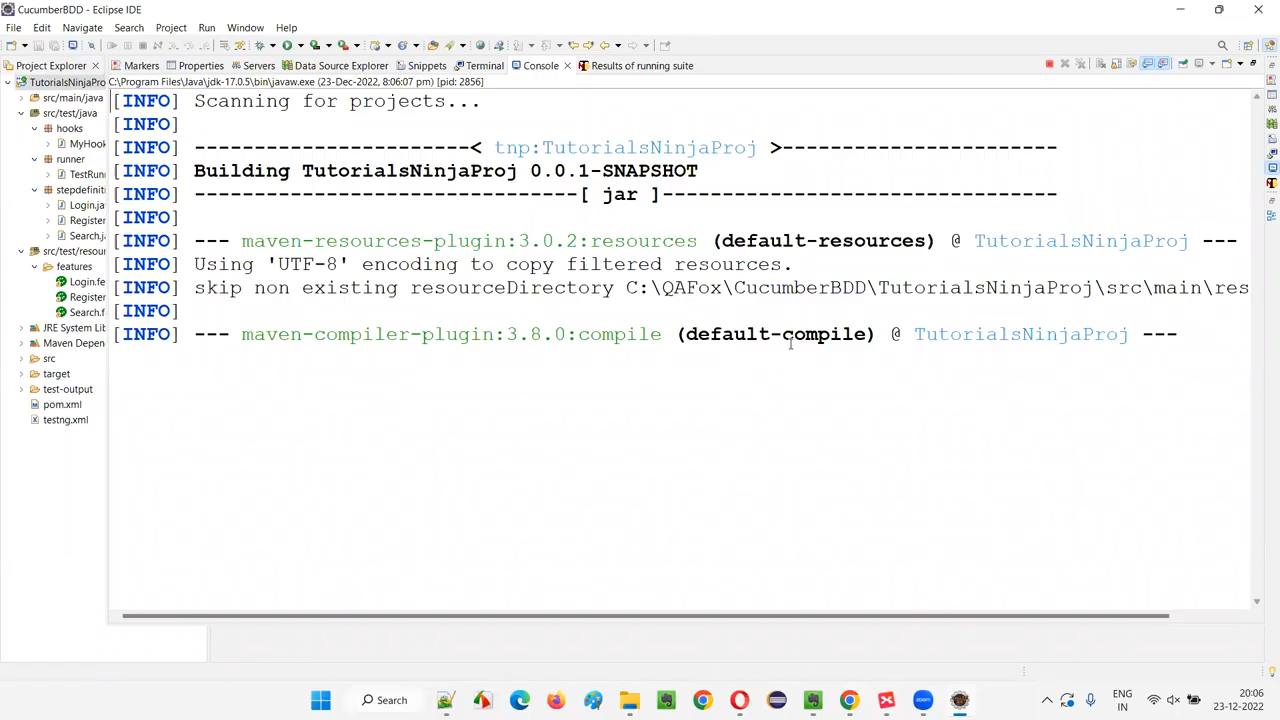 CucumberBDD - Eclipse IDE
File Edit Navigate Search Project Run Window Help
Project Explorer
Markers Properties Servers Data Source Explorer Snippets Terminal Console Results of running suite
C:\Program Files\Java\jdk-17.0.5\bin\javaw.exe (23-Dec-2022, 8:06:07 pm) [pid: 2856]
TutorialsNinjaPro
src/main/java
src/test/java
hooks
MyHook
runner
TestRunn
stepdefinition
Login.ja
Register
Search.ja
src/test/resour
features
Login.fe
Register
Search.f
JRE System Lib
Maven Depend
src
target
test-output
pom.xml
testng.xml
[INFO] Scanning for projects...
[INFO]
[INFO] -----------------------< tnp:TutorialsNinjaProj >-----------------------
[INFO] Building TutorialsNinjaProj 0.0.1-SNAPSHOT
[INFO] --------------------------------[ jar ]---------------------------------
[INFO]
[INFO] --- maven-resources-plugin:3.0.2:resources (default-resources) @ TutorialsNinjaProj ---
[INFO] Using 'UTF-8' encoding to copy filtered resources.
[INFO] skip non existing resourceDirectory C:\QAFox\CucumberBDD\TutorialsNinjaProj\src\main\res
[INFO]
[INFO] --- maven-compiler-plugin:3.8.0:compile (default-compile) @ TutorialsNinjaProj ---
Search
zoom
ENG
IN
20:06
23-12-2022